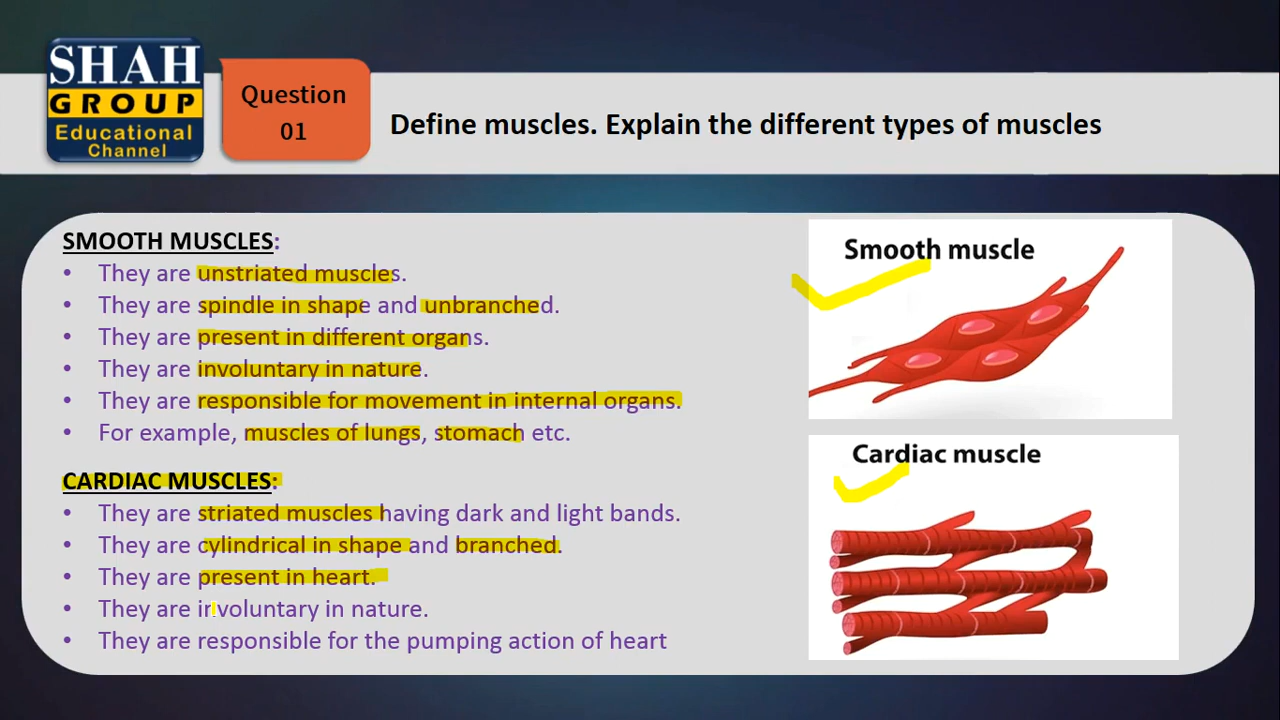 SHAH
GROUP
Educational
Channel
Question
01
Define muscles. Explain the different types of muscles
SMOOTH MUSCLES:
• They are unstriated muscles.
• They are spindle in shape and unbranched.
• They are present in different organs.
• They are involuntary in nature.
• They are responsible for movement in internal organs.
• For example, muscles of lungs, stomach etc.
Smooth muscle
CARDIAC MUSCLES:
• They are striated muscles having dark and light bands.
• They are cylindrical in shape and branched.
• They are present in heart.
• They are involuntary in nature.
• They are responsible for the pumping action of heart
Cardiac muscle